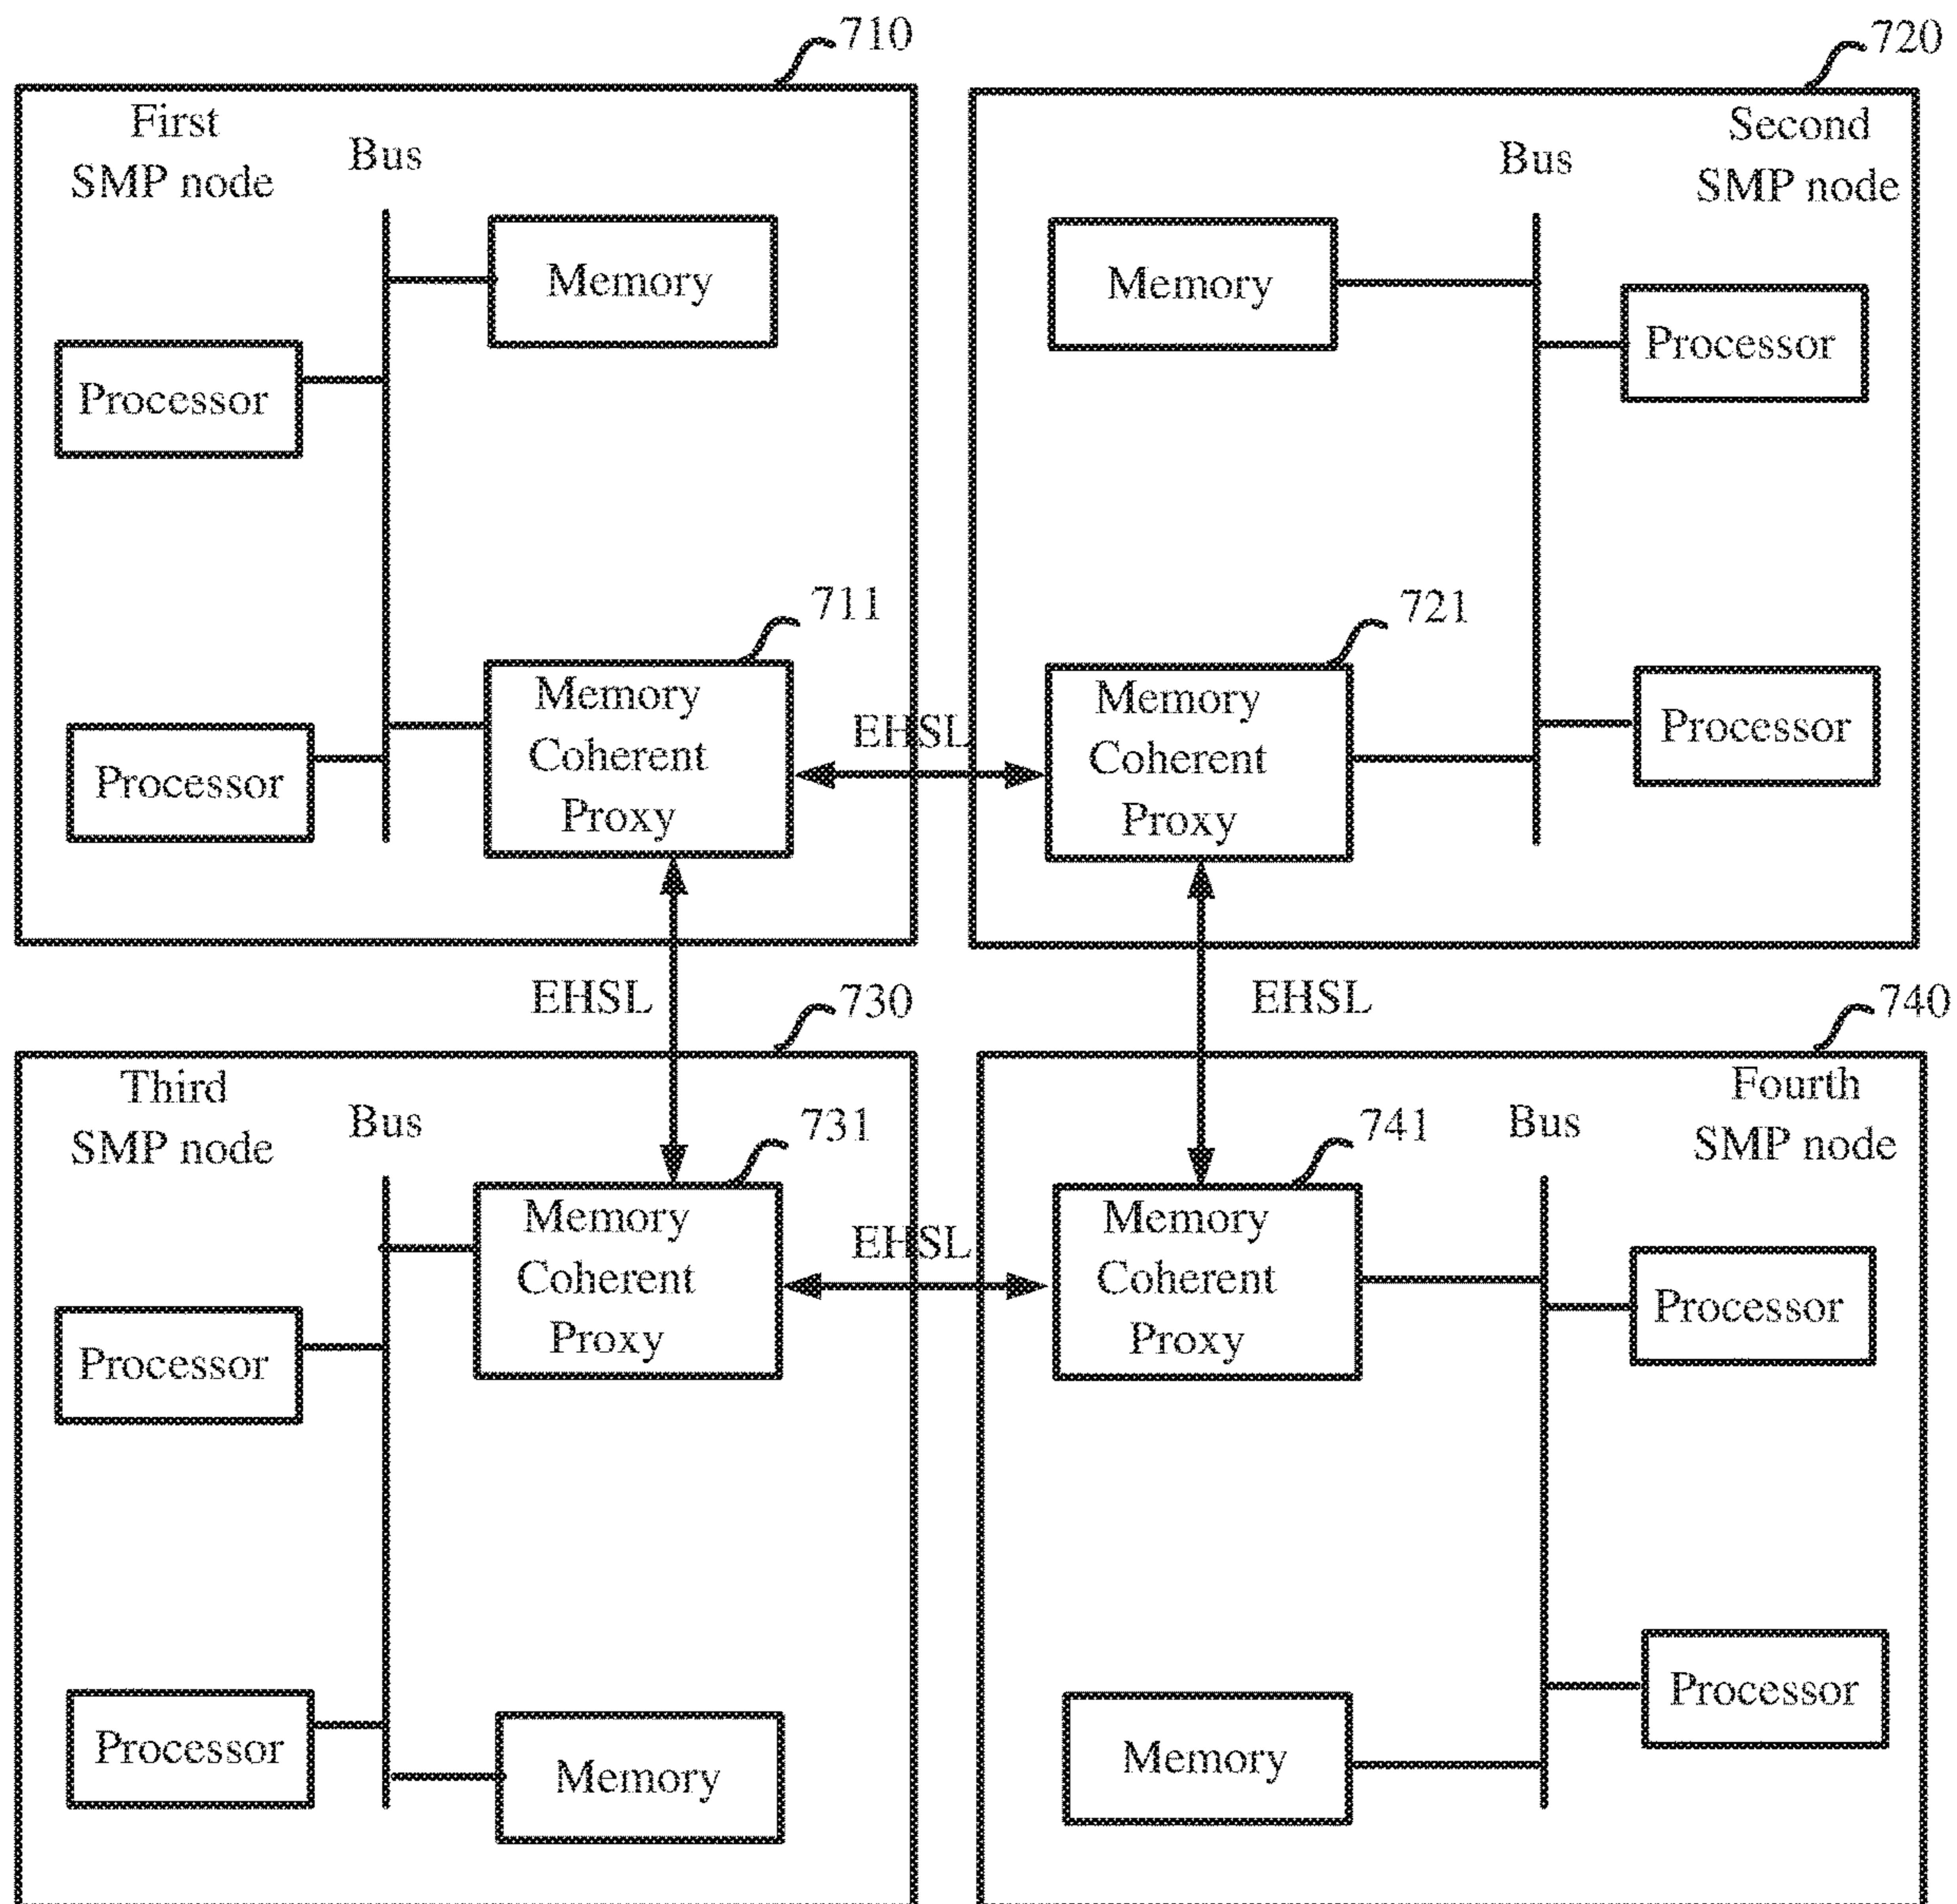 710
First
SMP node
Bus
Memory
Processor
711
Memory
Coherent
Proxy
Processor
EHSL
720
Second
SMP node
Bus
Memory
Processor
721
Memory
Coherent
Proxy
Processor
EHSL
EHSL
730
Third
SMP node
Bus
731
Memory
Coherent
Proxy
Processor
Processor
Memory
EHSL
740
Fourth
SMP node
Bus
741
Memory
Coherent
Proxy
Processor
Processor
Memory